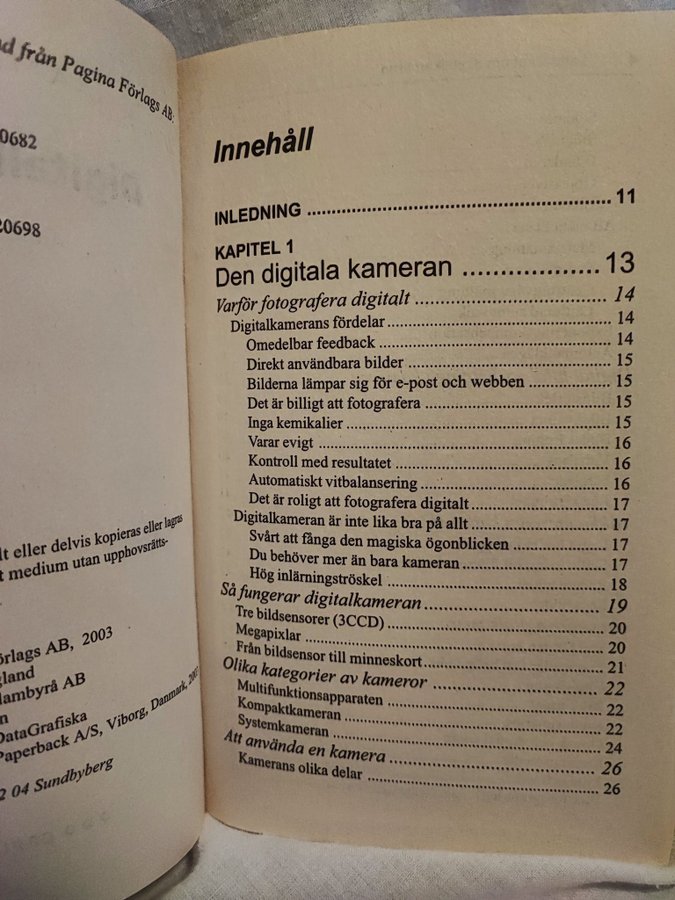 från Pagina Förlags AB:
0682
20698
lt eller delvis kopieras eller lagras
t medium utan upphovsrätts-
örlags AB, 2003
gland
lambyrå AB
n
DataGrafiska
Paperback A/S, Viborg, Danmark,
2 04 Sundbyberg
Innehåll
INLEDNING .......... 11
KAPITEL 1
Den digitala kameran .......... 13
Varför fotografera digitalt .......... 14
Digitalkamerans fördelar .......... 14
Omedelbar feedback .......... 14
Direkt användbara bilder .......... 15
Bilderna lämpar sig för e-post och webben .......... 15
Det är billigt att fotografera .......... 15
Inga kemikalier .......... 15
Varar evigt .......... 16
Kontroll med resultatet .......... 16
Automatiskt vitbalansering .......... 16
Det är roligt att fotografera digitalt .......... 17
Digitalkameran är inte lika bra på allt .......... 17
Svårt att fånga den magiska ögonblicken .......... 17
Du behöver mer än bara kameran .......... 17
Hög inlärningströskel .......... 18
Så fungerar digitalkameran .......... 19
Tre bildsensorer (3CCD) .......... 20
Megapixlar .......... 20
Från bildsensor till minneskort .......... 21
Olika kategorier av kameror .......... 22
Multifunktionsapparaten .......... 22
Kompaktkameran .......... 22
Systemkameran .......... 24
Att använda en kamera .......... 26
Kamerans olika delar .......... 26